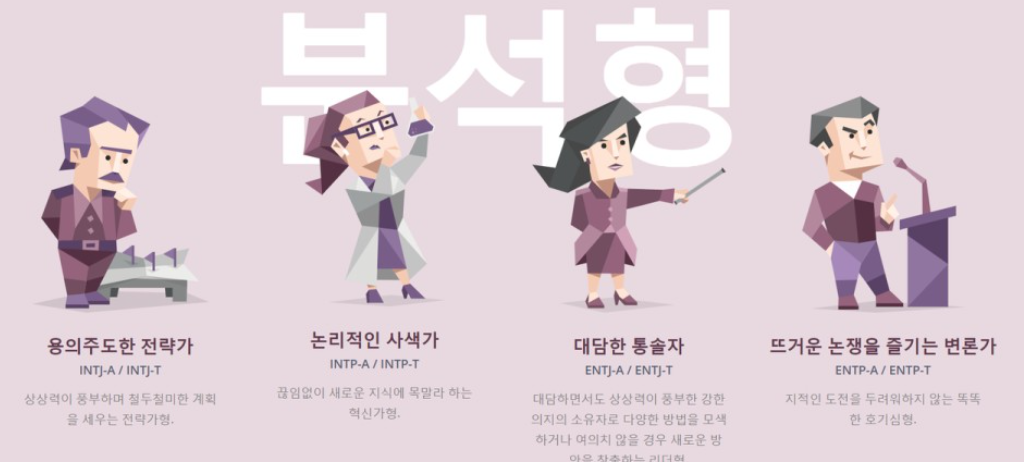 분석형
용의주도한 전략가
INTJ-A / INTJ-T
상상력이 풍부하며 철두철미한 계획
을 세우는 전략가형.
논리적인 사색가
INTP-A / INTP-T
끊임없이 새로운 지식에 목말라 하는
혁신가형.
대담한 통솔자
ENTJ-A / ENTJ-T
대담하면서도 상상력이 풍부한 강한
의지의 소유자로 다양한 방법을 모색
하거나 여의치 않을 경우 새로운 방
안을 창출하는 리더형
뜨거운 논쟁을 즐기는 변론가
ENTP-A / ENTP-T
지적인 도전을 두려워하지 않는 똑똑
한 호기심형.